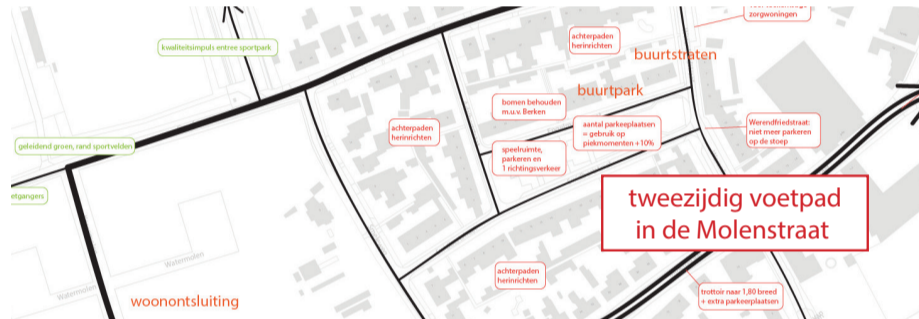 zorgwoningen
kwaliteitsimpuls entree sportpark
achterpaden
herinrichten
buurtstraten
buurtpark
bomen behouden
m.u.v. Berken
achterpaden
herinrichten
aantal parkeerplaatsen
= gebruik op
piekmomenten +10%
Werendfriedstraat:
niet meer parkeren
op de stoep
geleidend groen, rand sportvelden
speelruimte,
parkeren en
1 richtingsverkeer
etgangers
tweezijdig voetpad
in de Molenstraat
Watermolen
Watermolen
achterpaden
herinrichten
woonontsluiting
trottoir naar 1,80 breed
+ extra parkeerplaatsen